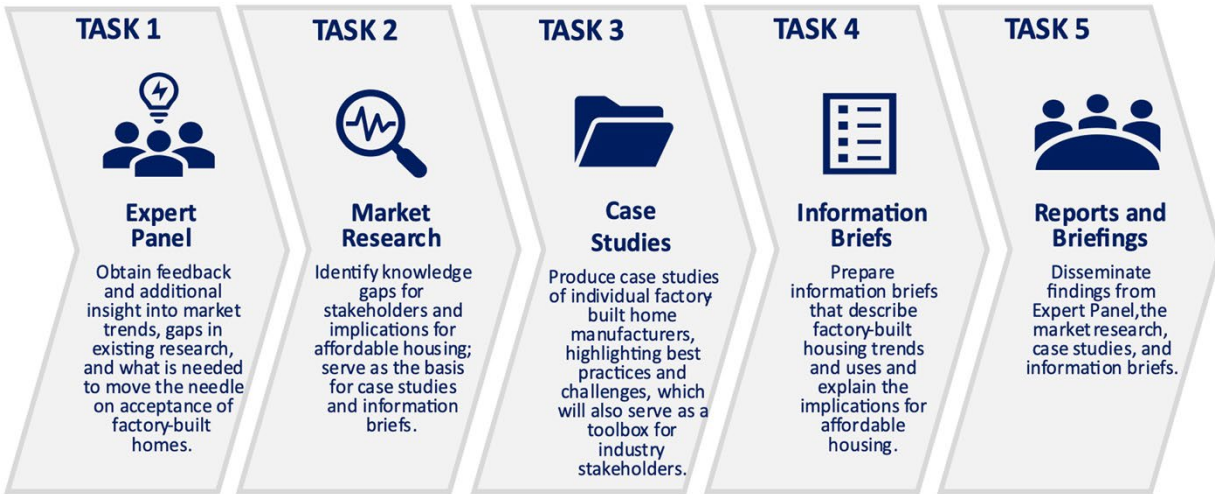 TASK 1
Expert
Panel
Obtain feedback
and additional
insight into market
trends, gaps in
existing research,
and what is needed
to move the needle
on acceptance of
factory-built
homes.
TASK 2
Market
Research
Identify knowledge
gaps for
stakeholders and
implications for
affordable housing;
serve as the basis
for case studies
and information
briefs.
TASK 3
Case
Studies
Produce case studies
of individual factory-
built home
manufacturers,
highlighting best
practices and
challenges, which
will also serve as a
toolbox for
industry
stakeholders.
TASK 4
Information
Briefs
Prepare
information briefs
that describe
factory-built
housing trends
and uses and
explain the
implications for
affordable
housing.
TASK 5
Reports and
Briefings
Disseminate
findings from
Expert Panel,the
market research,
case studies, and
information briefs.